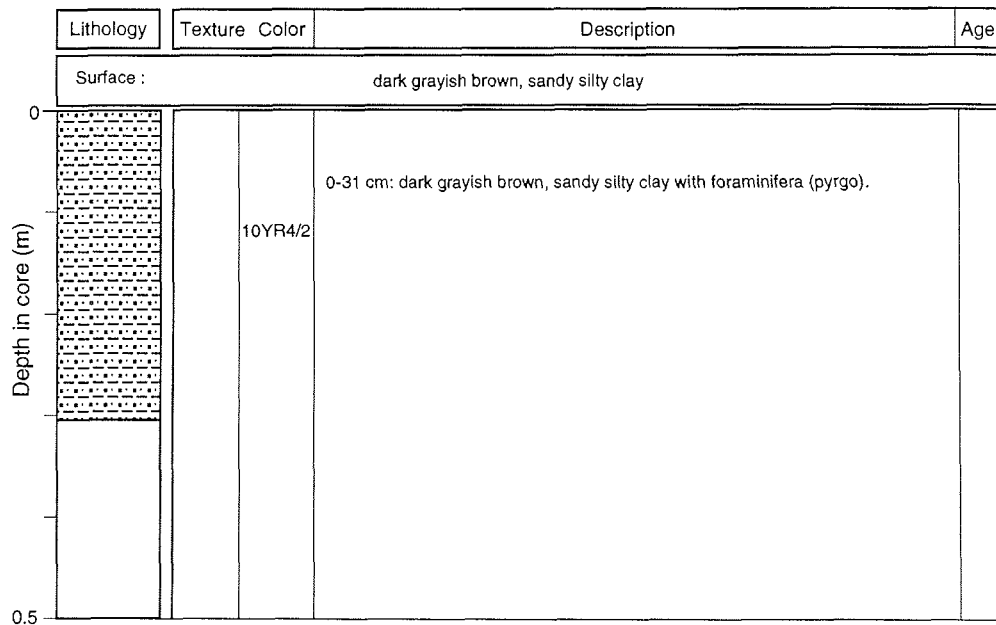 Lithology Texture Color Description Age
Surface : dark grayish brown, sandy silty clay
0
0-31 cm: dark grayish brown, sandy silty clay with foraminifera (pyrgo).
10YR4/2
Depth in core (m)
0.5